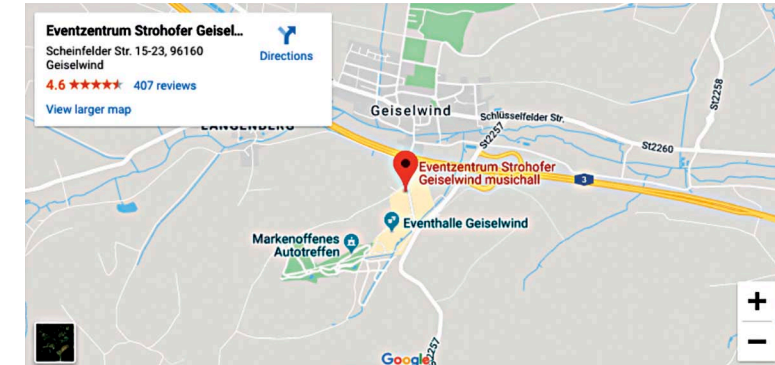 Eventzentrum Strohofer Geisel...
Scheinfelder Str. 15-23, 96160
Geiselwind
4.6
407 reviews
View larger map
Directions
LANGENBERG
Geiselwind
Schlüsselfelder Str.
St2257
St2258
St2260
3
Eventzentrum Strohofer
Geiselwind musichall
Eventhalle Geiselwind
Markenoffenes
Autotreffen
St2257
Google
+
−